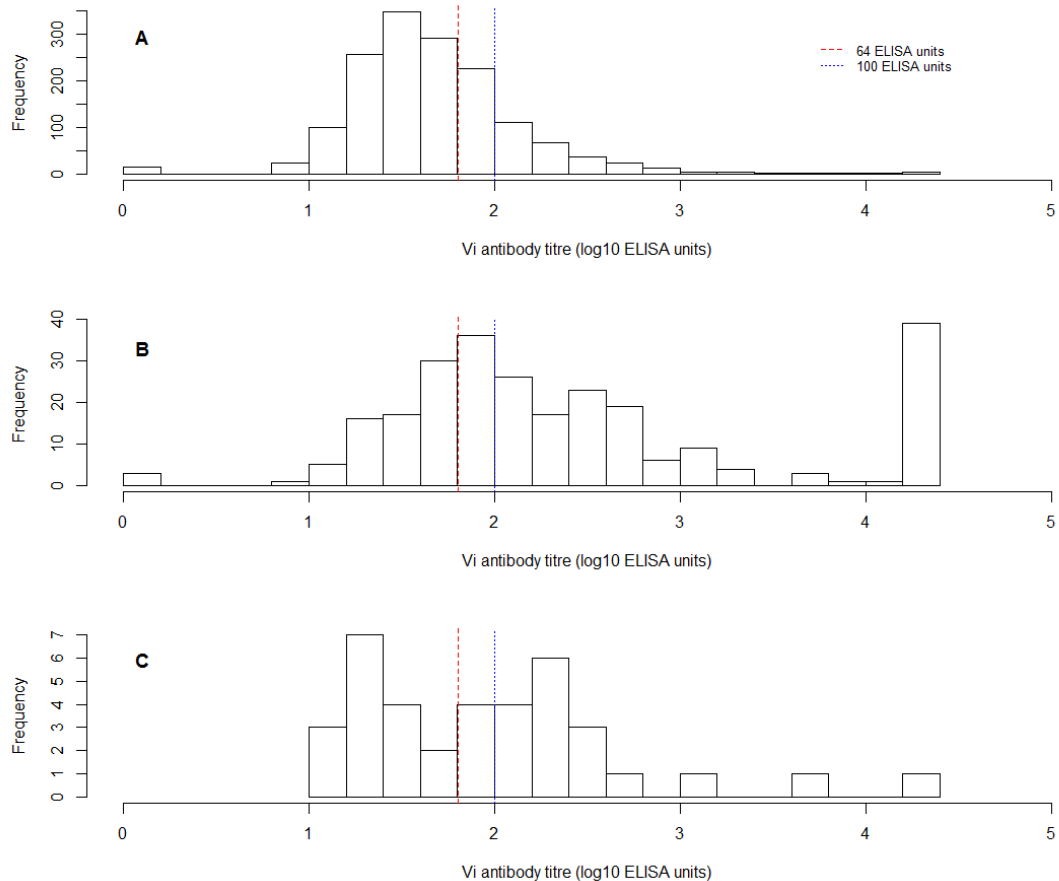 A
Frequency
0 100 200 300
64 ELISA units
100 ELISA units
0 1 2 3 4 5
Vi antibody titre (log10 ELISA units)
B
Frequency
0 10 20 30 40
0 1 2 3 4 5
Vi antibody titre (log10 ELISA units)
C
Frequency
0 1 2 3 4 5 6 7
0 1 2 3 4 5
Vi antibody titre (log10 ELISA units)